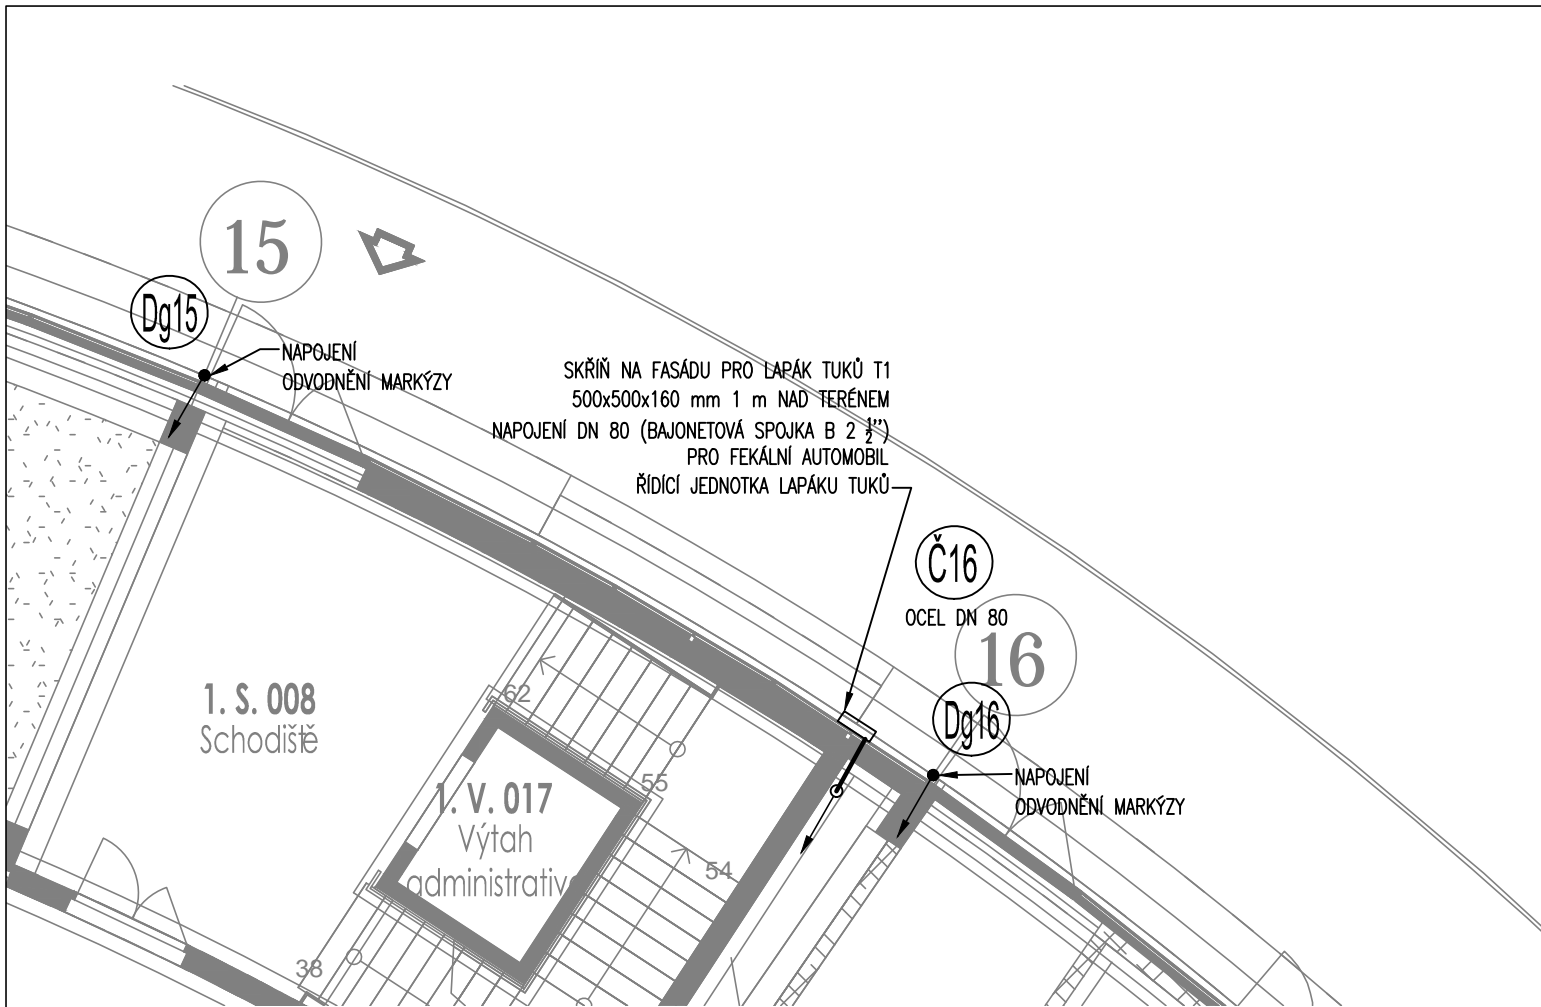 15
Dg15
NAPOJENÍ
ODVODNĚNÍ MARKÝZY
SKŘÍŇ NA FASÁDU PRO LAPÁK TUKŮ T1
500x500x160 mm 1 m NAD TERÉNEM
NAPOJENÍ DN 80 (BAJONETOVÁ SPOJKA B 2 ½'')
PRO FEKÁLNÍ AUTOMOBIL
ŘÍDÍCÍ JEDNOTKA LAPÁKU TUKŮ
Č16
OCEL DN 80
16
Dg16
NAPOJENÍ
ODVODNĚNÍ MARKÝZY
1. S. 008
Schodiště
62
55
1. V. 017
Výtah
administrativa
54
38